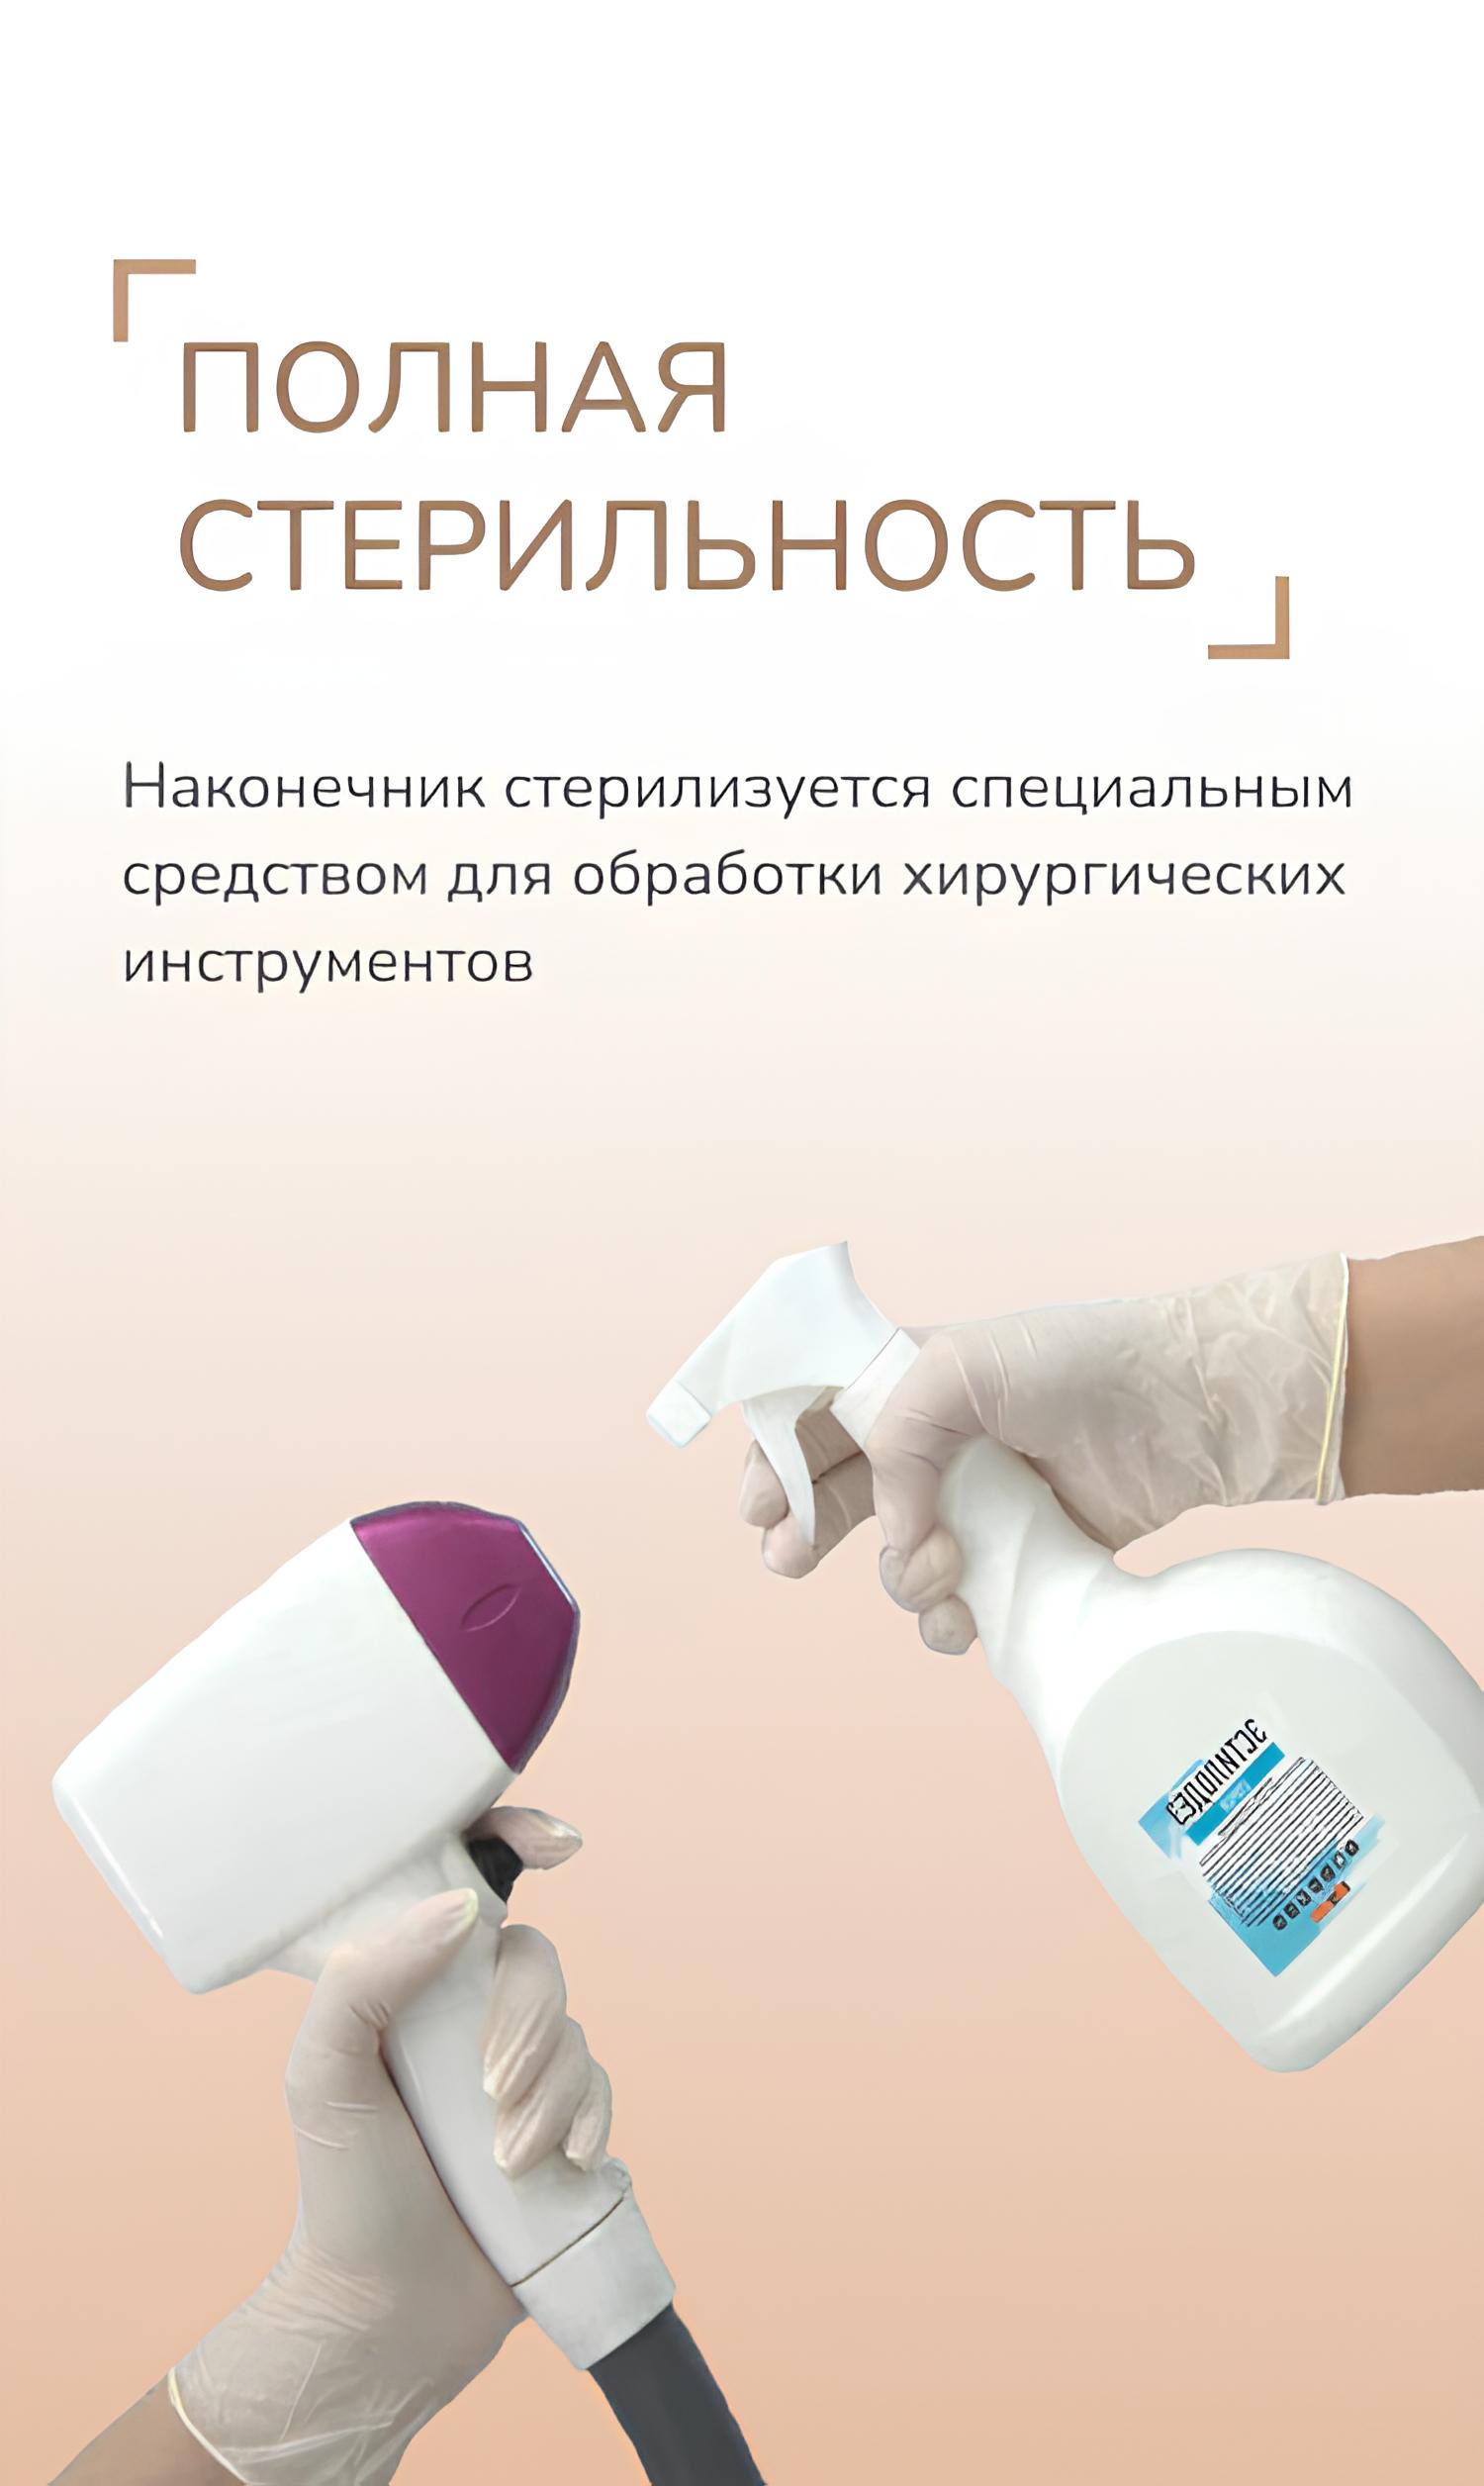 ПОЛНАЯ
СТЕРИЛЬНОСТЬ
Наконечник стерилизуется специальным
средством для обработки хирургических
инструментов